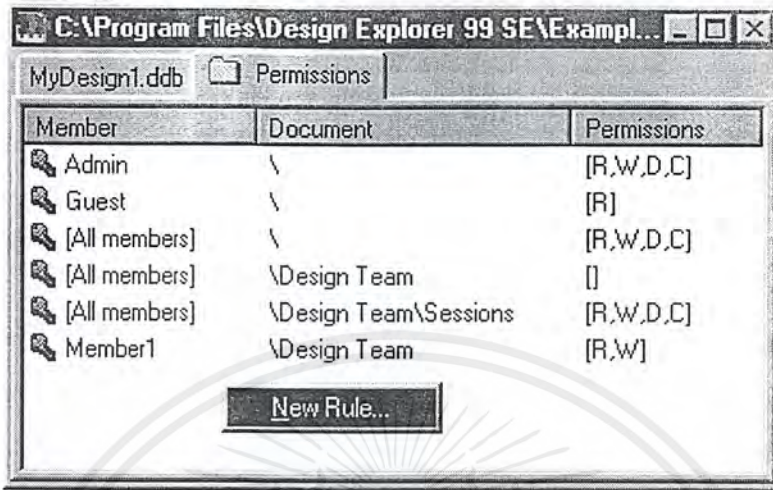 C:\Program Files\Design Explorer 99 SE\Exampl...
MyDesign1.ddb Permissions
Member Document Permissions
Admin \ [R,W,D,C]
Guest \ [R]
[All members] \ [R,W,D,C]
[All members] \Design Team []
[All members] \Design Team\Sessions [R,W,D,C]
Member1 \Design Team [R,W]
New Rule...